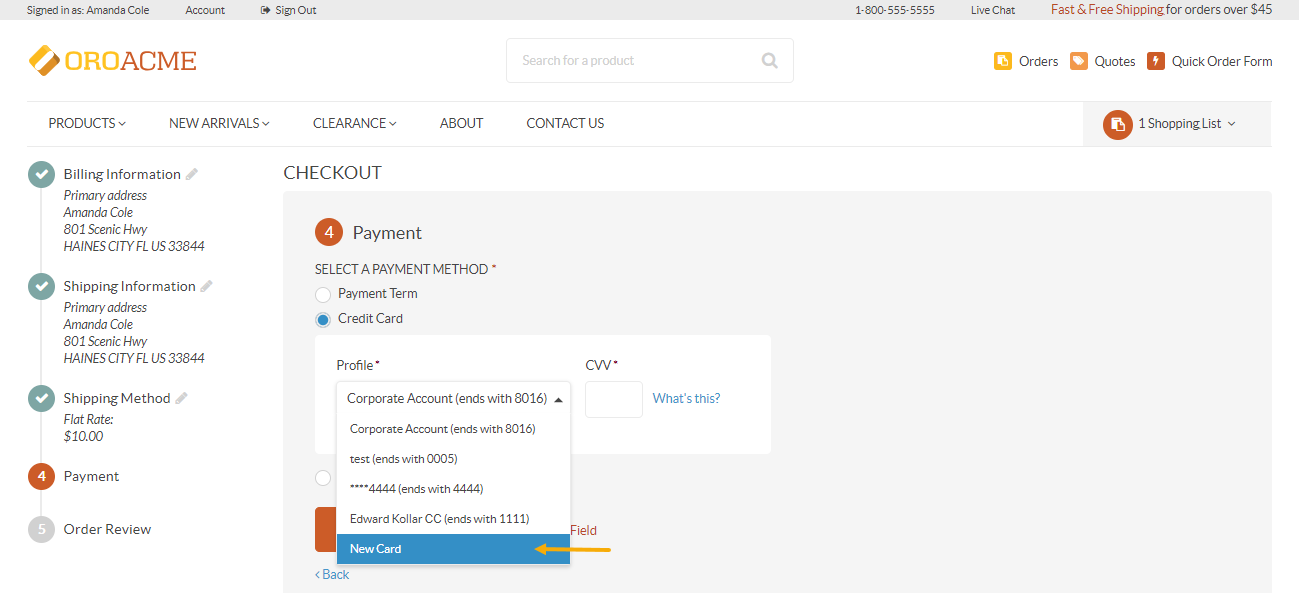 Signed in as: Amanda Cole Account Sign Out 1-800-555-5555 Live Chat Fast & Free Shipping for orders over $45
OROACME
Search for a product
Orders Quotes Quick Order Form
PRODUCTS NEW ARRIVALS CLEARANCE ABOUT CONTACT US 1 Shopping List
Billing Information
Primary address
Amanda Cole
801 Scenic Hwy
HAINES CITY FL US 33844
Shipping Information
Primary address
Amanda Cole
801 Scenic Hwy
HAINES CITY FL US 33844
Shipping Method
Flat Rate:
$10.00
4 Payment
5 Order Review
CHECKOUT
4 Payment
SELECT A PAYMENT METHOD *
Payment Term
Credit Card
Profile* CVV*
Corporate Account (ends with 8016) What's this?
Corporate Account (ends with 8016)
test (ends with 0005)
****4444 (ends with 4444)
Edward Kollar CC (ends with 1111)
Field
New Card
< Back